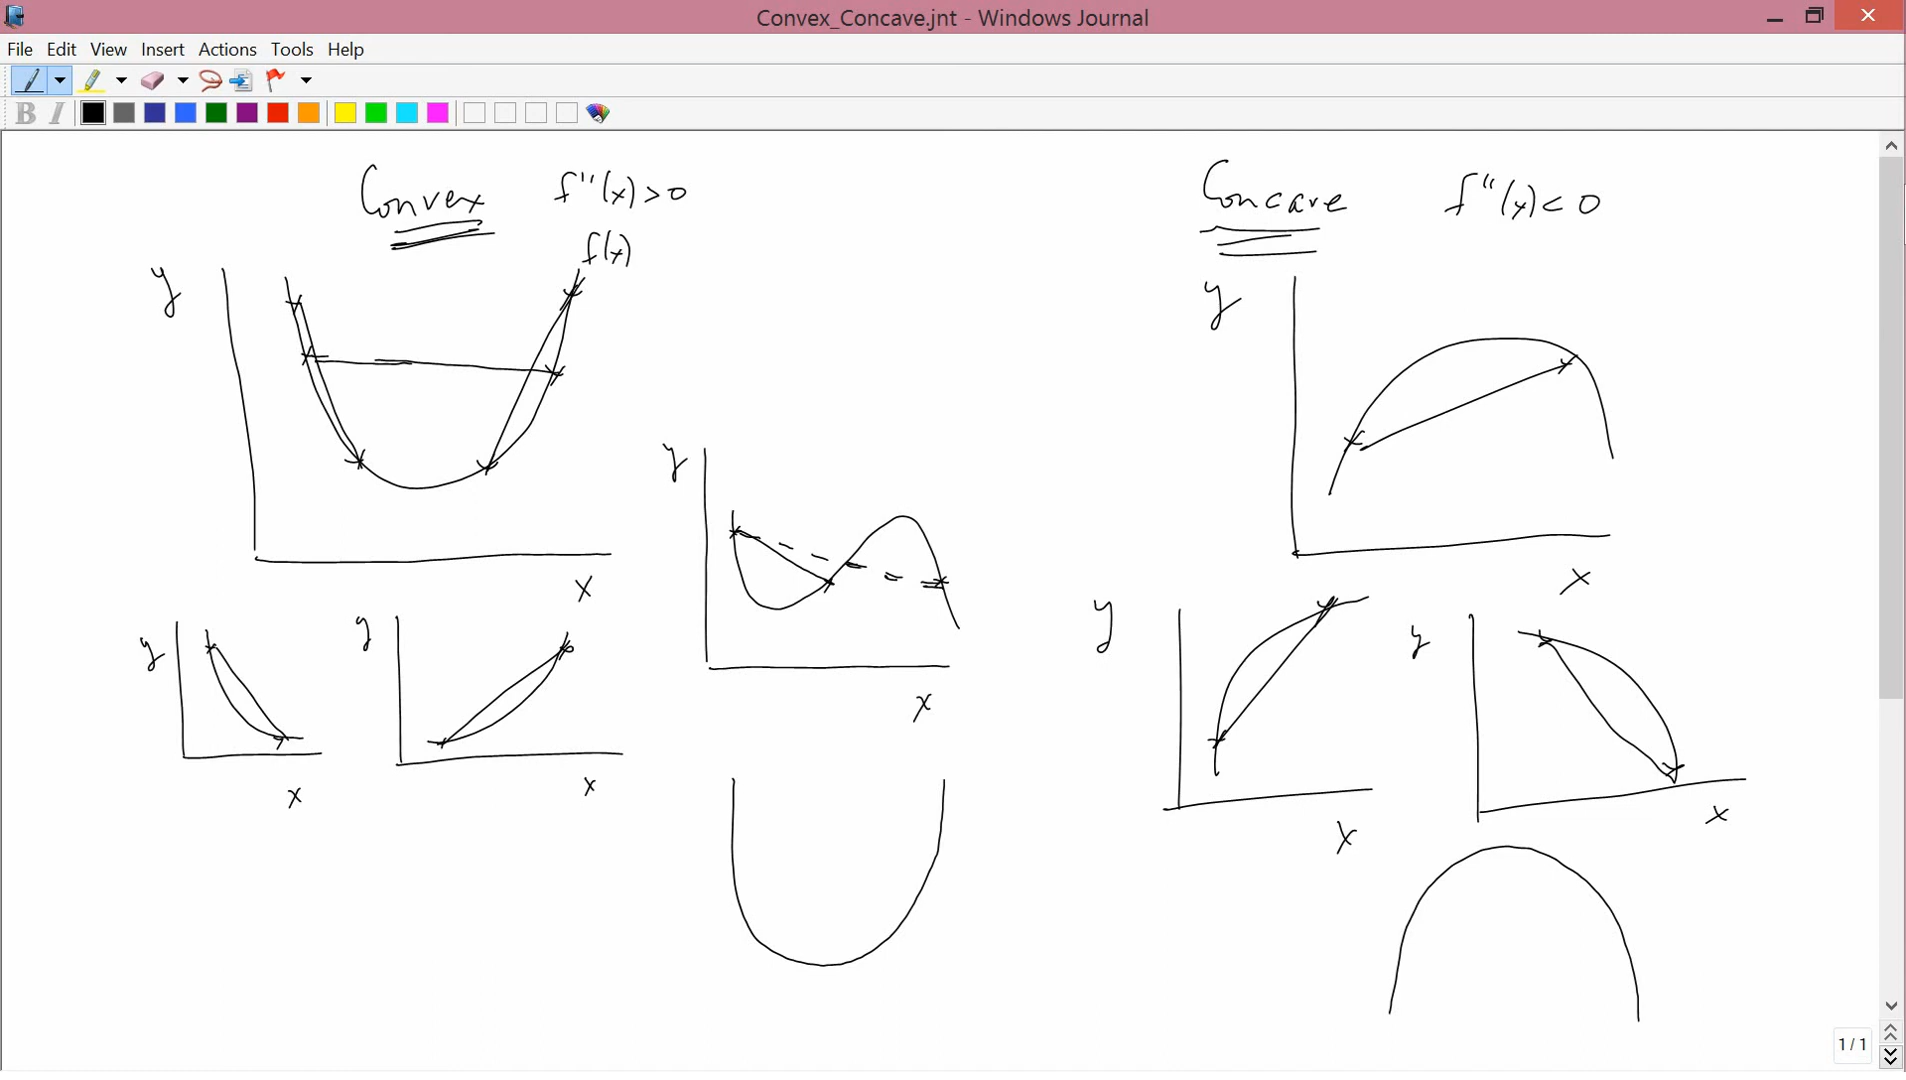 Convex_Concave.jnt - Windows Journal
File Edit View Insert Actions Tools Help
B I
Convex f''(x) > 0
f(x)
y
x
y
x
y
x
y
x
Concave f''(x) < 0
y
x
y
x
y
x
1 / 1